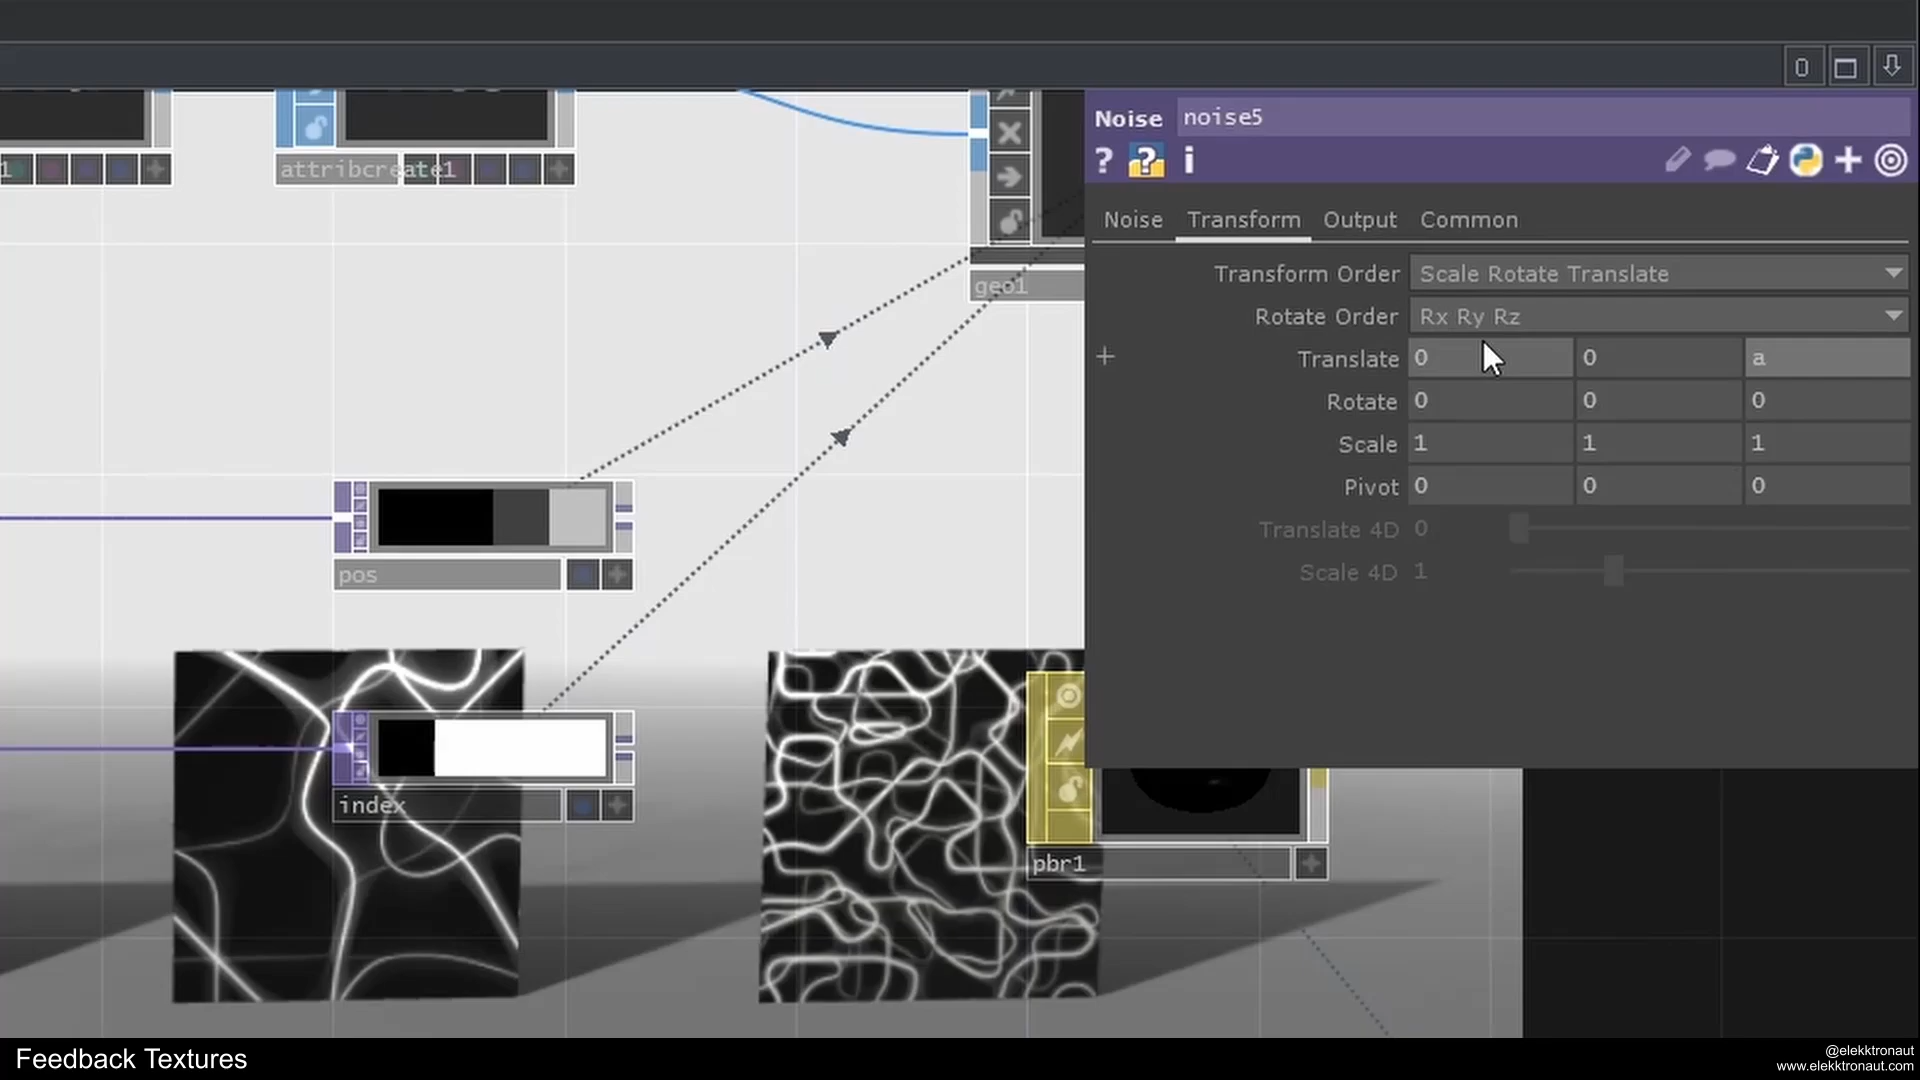 0
Noise noise5
? ? i
Noise Transform Output Common
Transform Order Scale Rotate Translate
Rotate Order Rx Ry Rz
+ Translate 0 0 a
Rotate 0 0 0
Scale 1 1 1
Pivot 0 0 0
Translate 4D 0
Scale 4D 1
1
attribcreate1
geo1
pos
index
pbr1
Feedback Textures
@elekktronaut
www.elekktronaut.com